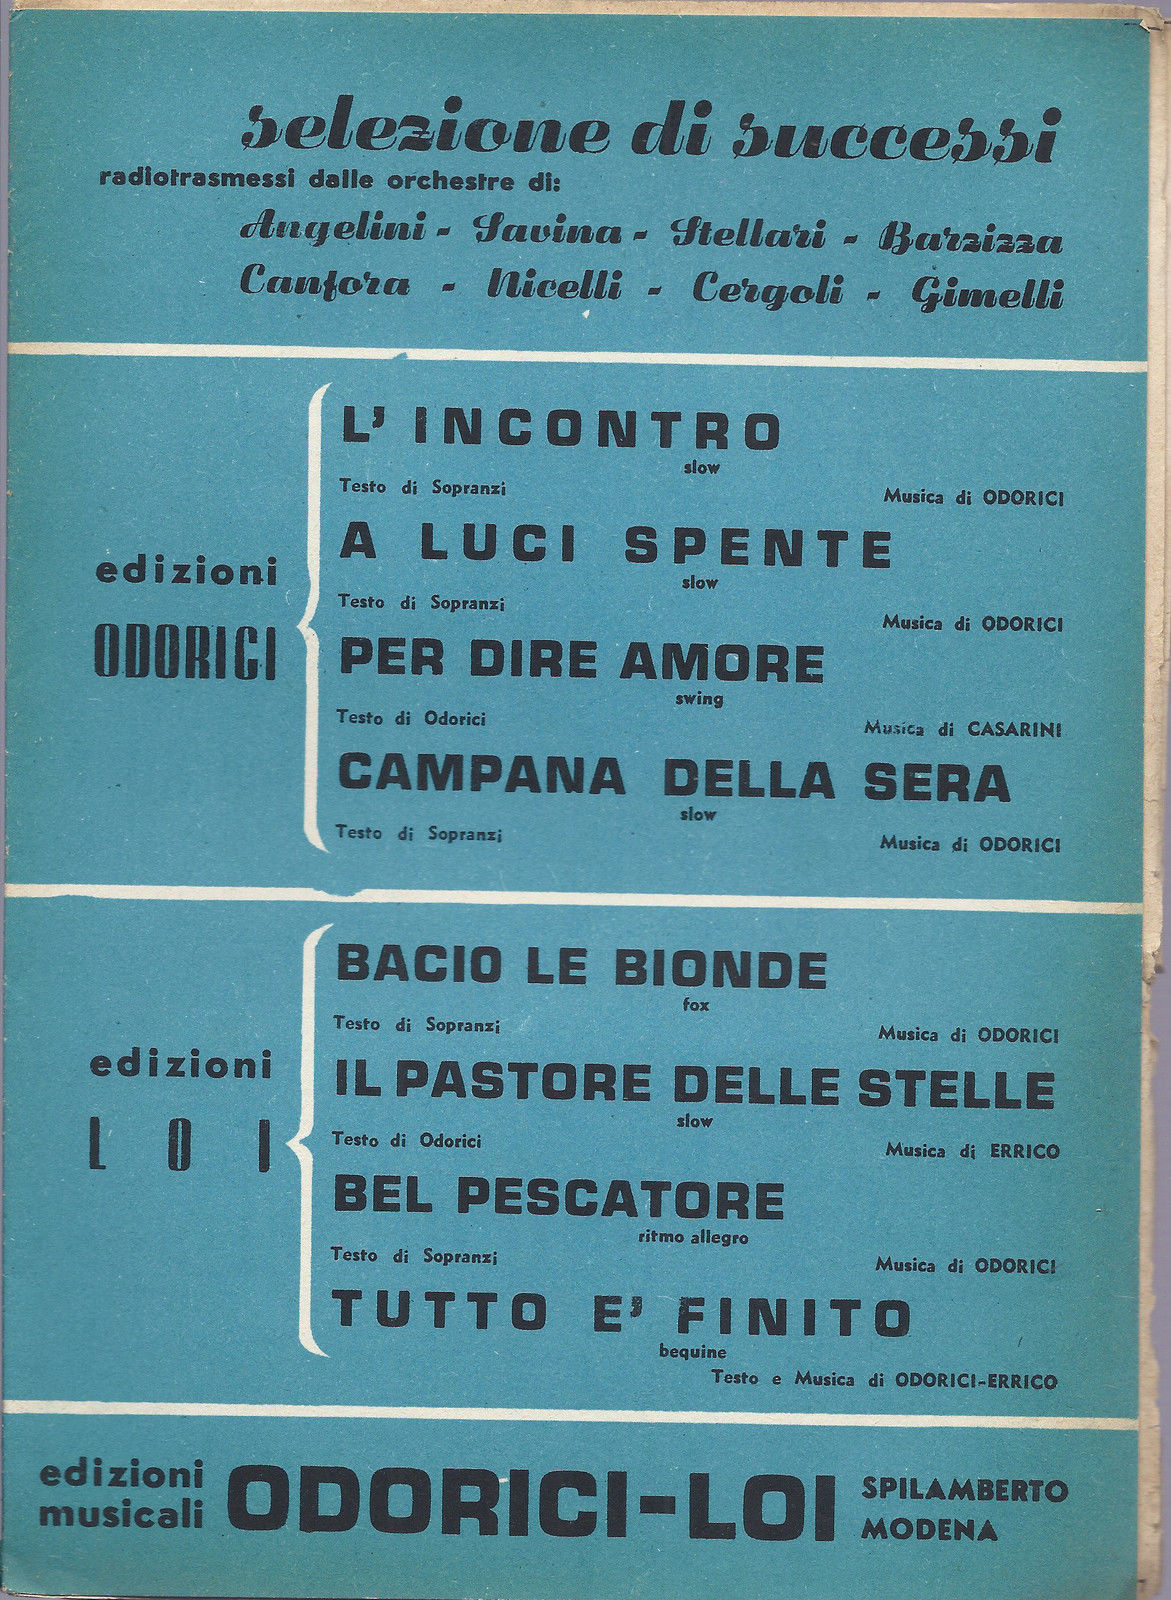 selezione di successi
radiotrasmessi dalle orchestre di:
Angelini - Savina - Stellari - Barzizza
Canfora - Nicelli - Cergoli - Gimelli
edizioni
ODORICI
L'INCONTRO
slow
Testo di Sopranzi Musica di ODORICI
A LUCI SPENTE
slow
Testo di Sopranzi Musica di ODORICI
PER DIRE AMORE
swing
Testo di Odorici Musica di CASARINI
CAMPANA DELLA SERA
slow
Testo di Sopranzi Musica di ODORICI
edizioni
LOI
BACIO LE BIONDE
fox
Testo di Sopranzi Musica di ODORICI
IL PASTORE DELLE STELLE
slow
Testo di Odorici Musica di ERRICO
BEL PESCATORE
ritmo allegro
Testo di Sopranzi Musica di ODORICI
TUTTO E' FINITO
bequine
Testo e Musica di ODORICI-ERRICO
edizioni
musicali
ODORICI-LOI
SPILAMBERTO
MODENA